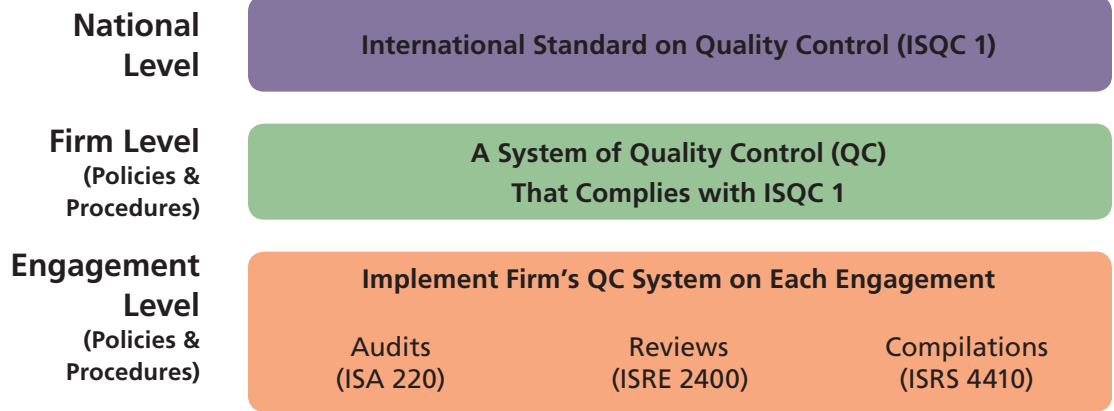 National
Level
International Standard on Quality Control (ISQC 1)
Firm Level
(Policies &
Procedures)
A System of Quality Control (QC)
That Complies with ISQC 1
Engagement
Level
(Policies &
Procedures)
Implement Firm's QC System on Each Engagement
Audits
(ISA 220)
Reviews
(ISRE 2400)
Compilations
(ISRS 4410)